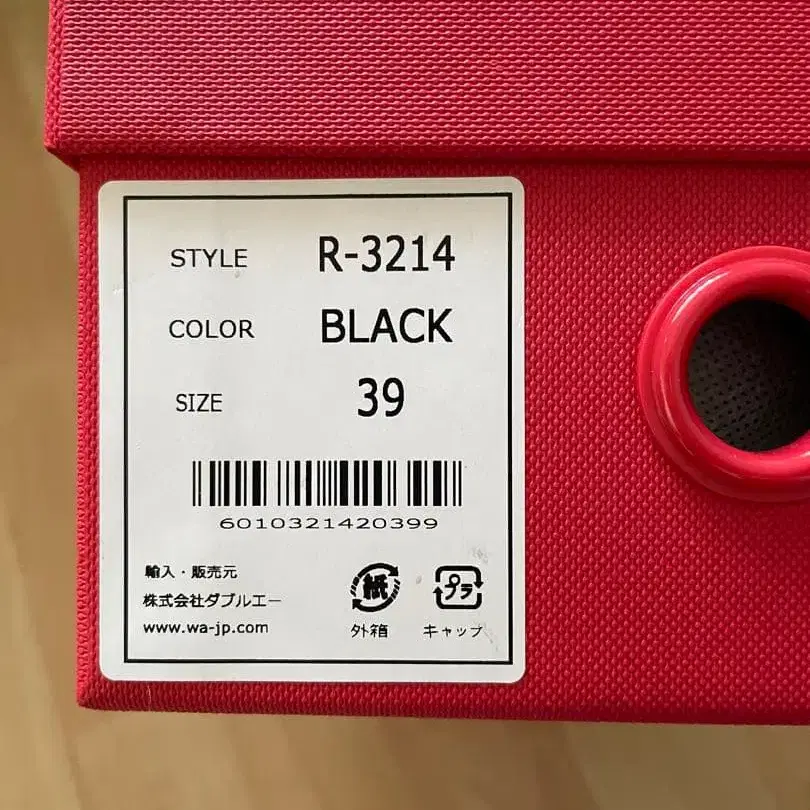 STYLE R-3214
COLOR BLACK
SIZE 39
6010321420399
輸入・販売元
株式会社ダブルエー
www.wa-jp.com
紙
外箱
プラ
キャップ